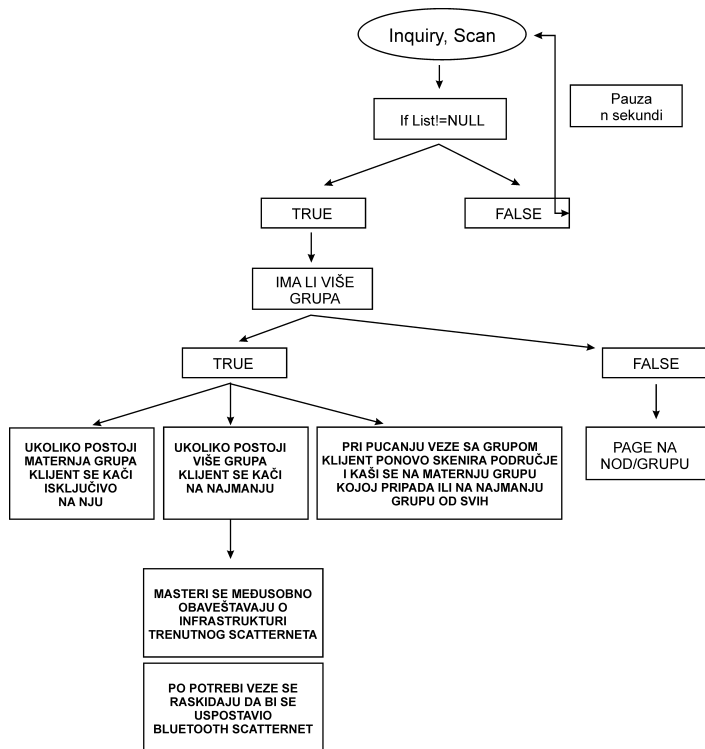 Inquiry, Scan
Pauza
n sekundi
If List!=NULL
TRUE
FALSE
IMA LI VIŠE
GRUPA
TRUE
FALSE
UKOLIKO POSTOJI
MATERNJA GRUPA
KLIJENT SE KAČI
ISKLJUČIVO
NA NJU
UKOLIKO POSTOJI
VIŠE GRUPA
KLIJENT SE KAČI
NA NAJMANJU
PRI PUCANJU VEZE SA GRUPOM
KLIJENT PONOVO SKENIRA PODRUČJE
I KAŠI SE NA MATERNJU GRUPU
KOJOJ PRIPADA ILI NA NAJMANJU
GRUPU OD SVIH
PAGE NA
NOD/GRUPU
MASTERI SE MEĐUSOBNO
OBAVEŠTAVAJU O
INFRASTRUKTURI
TRENUTNOG SCATTERNETA
PO POTREBI VEZE SE
RASKIDAJU DA BI SE
USPOSTAVIO
BLUETOOTH SCATTERNET